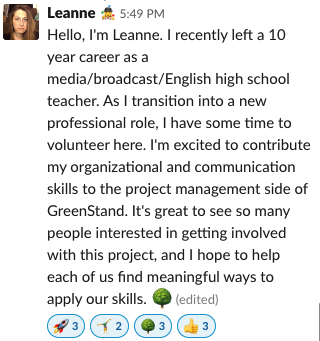 Leanne 5:49 PM
Hello, I'm Leanne. I recently left a 10
year career as a
media/broadcast/English high school
teacher. As I transition into a new
professional role, I have some time to
volunteer here. I'm excited to contribute
my organizational and communication
skills to the project management side of
GreenStand. It's great to see so many
people interested in getting involved
with this project, and I hope to help
each of us find meaningful ways to
apply our skills. 🌳 (edited)
🚀 3 🤸 2 🌳 3 👍 3